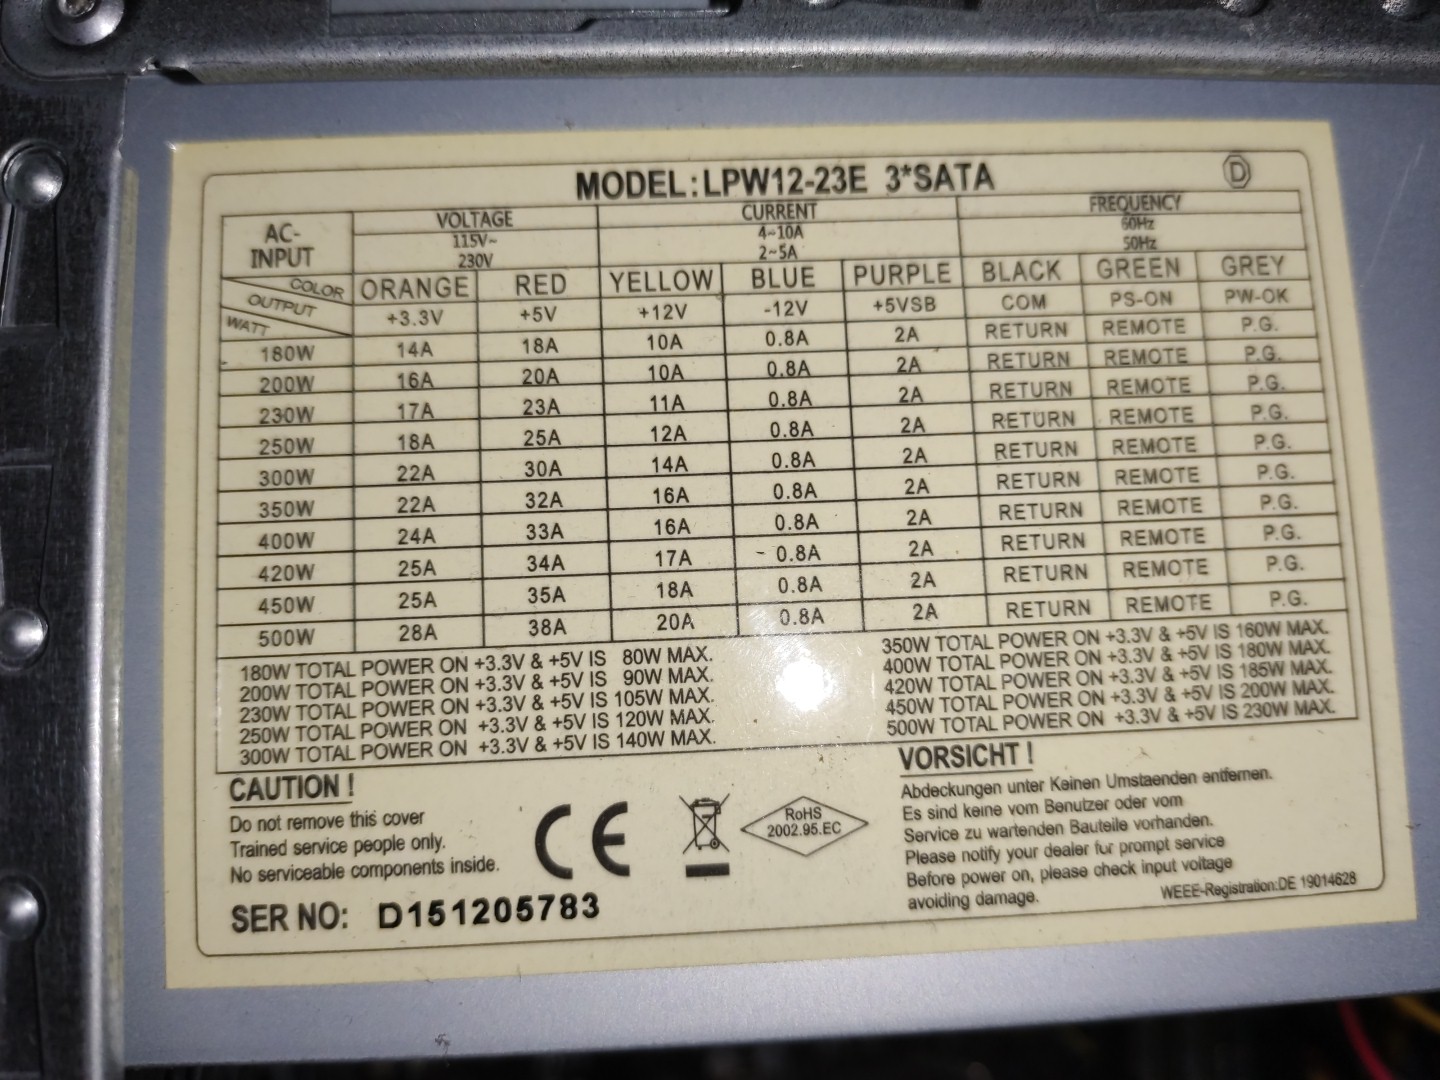 MODEL:LPW12-23E 3*SATA D
AC-INPUT VOLTAGE CURRENT FREQUENCY
115V~ 4~10A 60Hz
230V 2~5A 50Hz
COLOR ORANGE RED YELLOW BLUE PURPLE BLACK GREEN GREY
OUTPUT WATT +3.3V +5V +12V -12V +5VSB COM PS-ON PW-OK
180W 14A 18A 10A 0.8A 2A RETURN REMOTE P.G.
200W 16A 20A 10A 0.8A 2A RETURN REMOTE P.G.
230W 17A 23A 11A 0.8A 2A RETURN REMOTE P.G.
250W 18A 25A 12A 0.8A 2A RETURN REMOTE P.G.
300W 22A 30A 14A 0.8A 2A RETURN REMOTE P.G.
350W 22A 32A 16A 0.8A 2A RETURN REMOTE P.G.
400W 24A 33A 16A 0.8A 2A RETURN REMOTE P.G.
420W 25A 34A 17A 0.8A 2A RETURN REMOTE P.G.
450W 25A 35A 18A 0.8A 2A RETURN REMOTE P.G.
500W 28A 38A 20A 0.8A 2A RETURN REMOTE P.G.
180W TOTAL POWER ON +3.3V & +5V IS 80W MAX.
200W TOTAL POWER ON +3.3V & +5V IS 90W MAX.
230W TOTAL POWER ON +3.3V & +5V IS 105W MAX.
250W TOTAL POWER ON +3.3V & +5V IS 120W MAX.
300W TOTAL POWER ON +3.3V & +5V IS 140W MAX.
350W TOTAL POWER ON +3.3V & +5V IS 160W MAX.
400W TOTAL POWER ON +3.3V & +5V IS 180W MAX.
420W TOTAL POWER ON +3.3V & +5V IS 185W MAX.
450W TOTAL POWER ON +3.3V & +5V IS 200W MAX.
500W TOTAL POWER ON +3.3V & +5V IS 230W MAX.
CAUTION !
Do not remove this cover
Trained service people only.
No serviceable components inside.
CE
RoHS
2002.95.EC
SER NO: D151205783
VORSICHT !
Abdeckungen unter Keinen Umstaenden entfernen.
Es sind keine vom Benutzer oder vom
Service zu wartenden Bauteile vorhanden.
Please notify your dealer fur prompt service
Before power on, please check input voltage
avoiding damage.
WEEE-Registration:DE 19014628